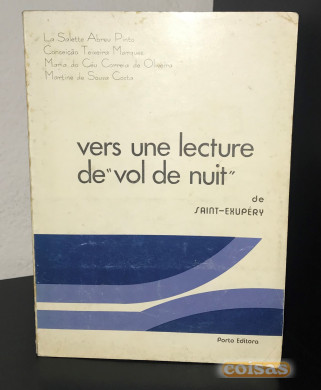 La Salette Abreu Pinto
Conceição Teixeira Marques
Maria do Céu Correia de Oliveira
Martine de Sousa Costa
vers une lecture
de "vol de nuit"
de
SAINT-EXUPÉRY
Porto Editora
coisas